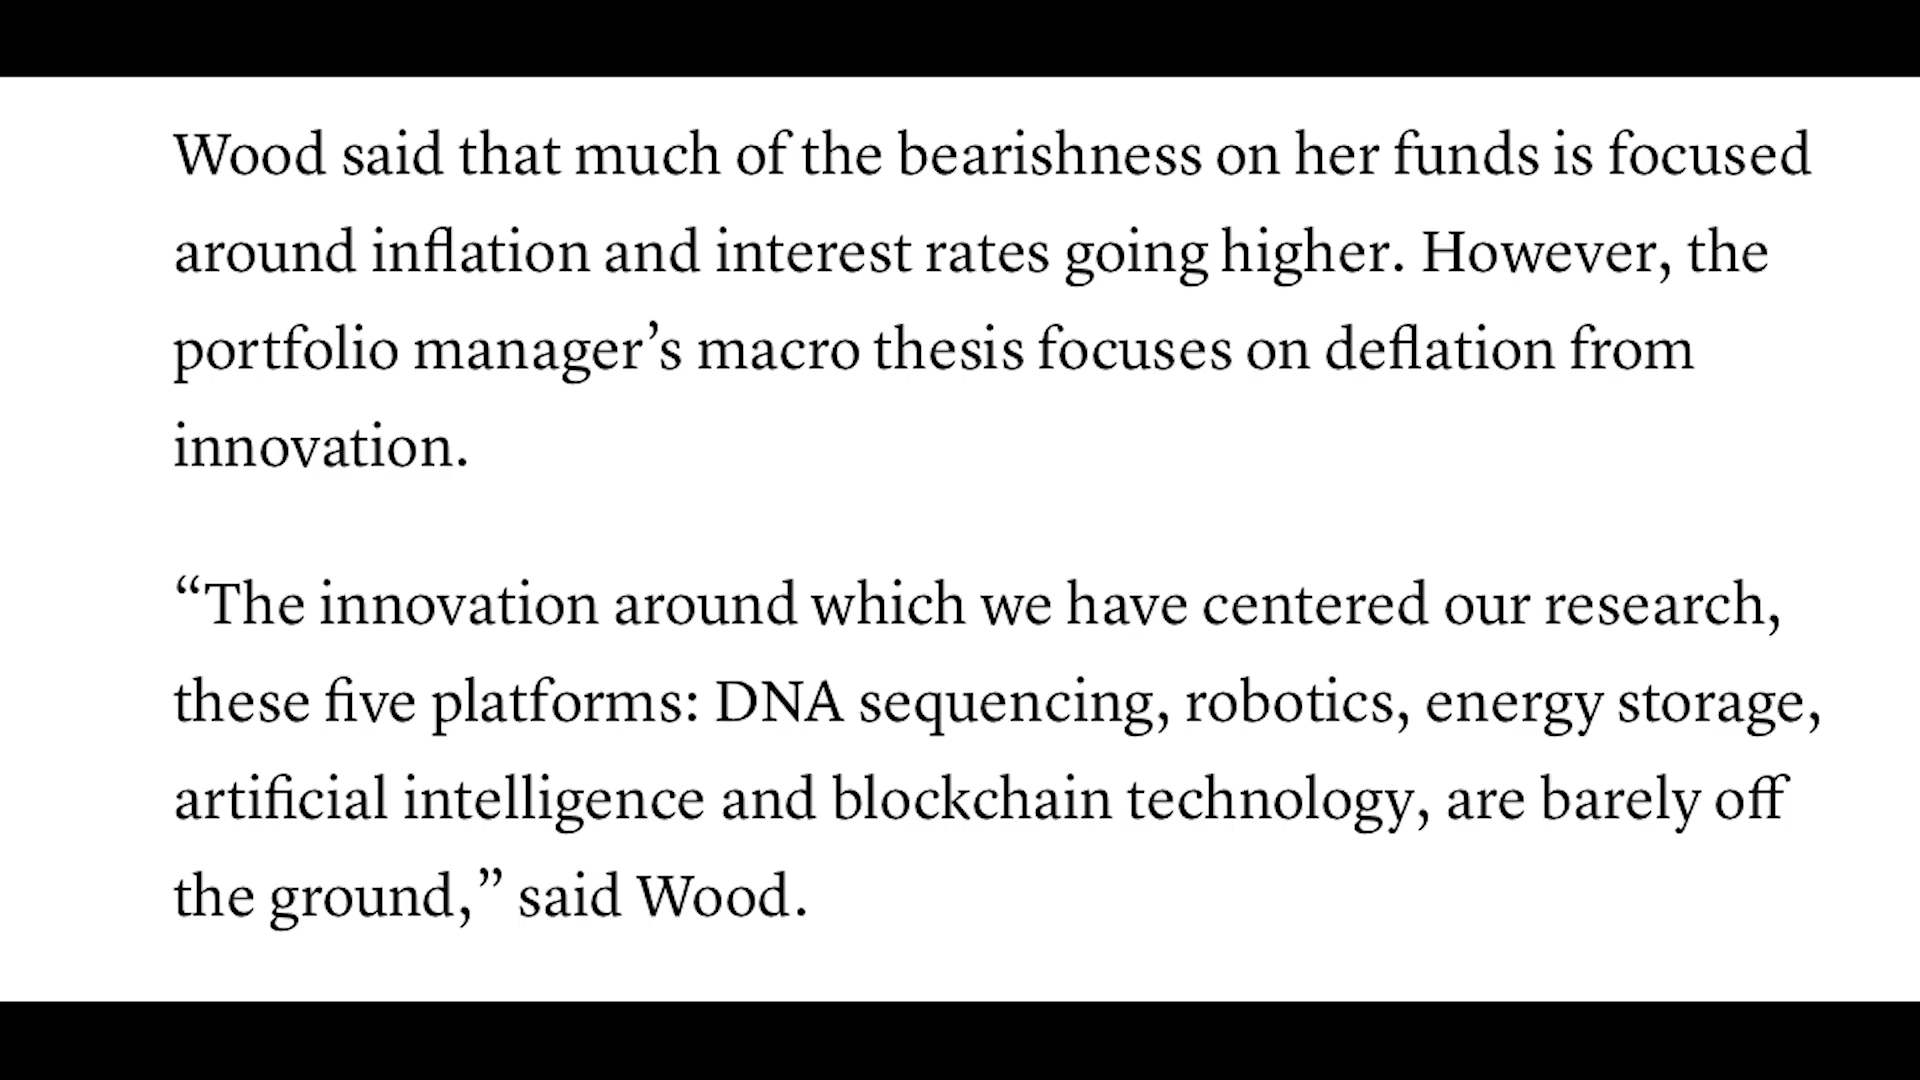 Wood said that much of the bearishness on her funds is focused
around inflation and interest rates going higher. However, the
portfolio manager’s macro thesis focuses on deflation from
innovation.
“The innovation around which we have centered our research,
these five platforms: DNA sequencing, robotics, energy storage,
artificial intelligence and blockchain technology, are barely off
the ground,” said Wood.